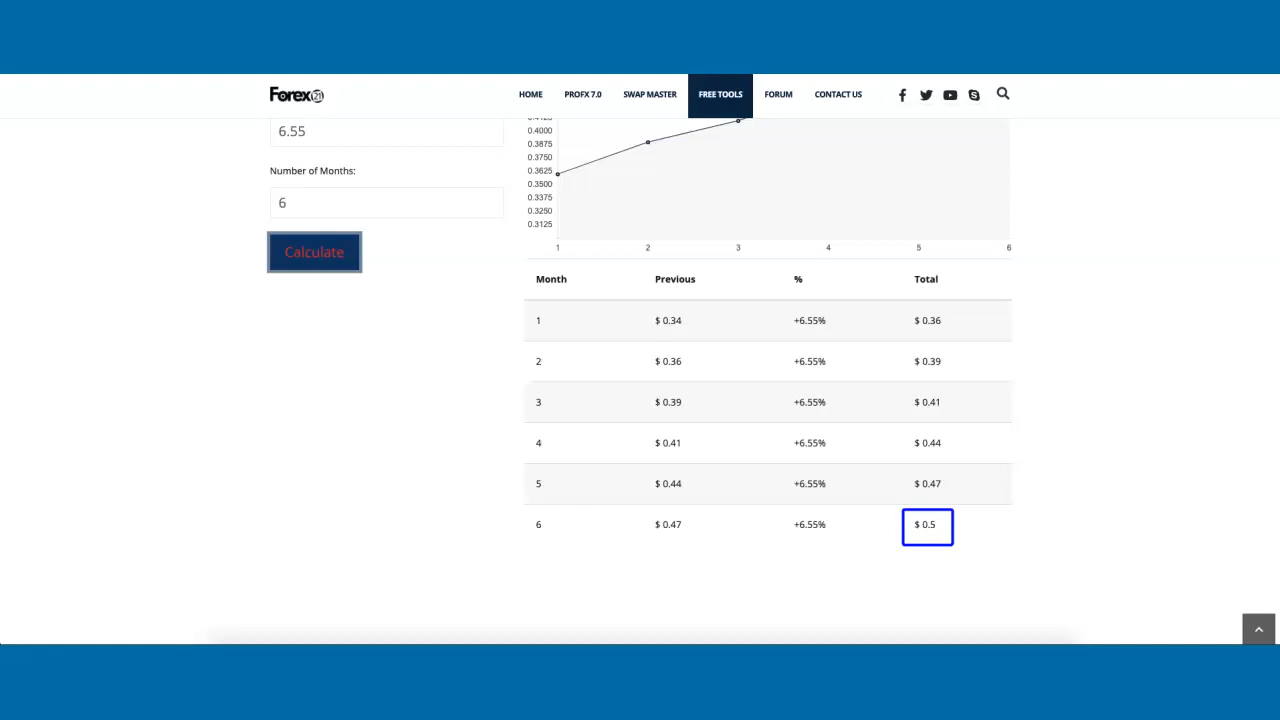 Forex21
HOME PROFX 7.0 SWAP MASTER FREE TOOLS FORUM CONTACT US
6.55
Number of Months:
6
Calculate
0.4125
0.4000
0.3875
0.3750
0.3625
0.3500
0.3375
0.3250
0.3125
1 2 3 4 5 6
Month Previous % Total
1 $ 0.34 +6.55% $ 0.36
2 $ 0.36 +6.55% $ 0.39
3 $ 0.39 +6.55% $ 0.41
4 $ 0.41 +6.55% $ 0.44
5 $ 0.44 +6.55% $ 0.47
6 $ 0.47 +6.55% $ 0.5